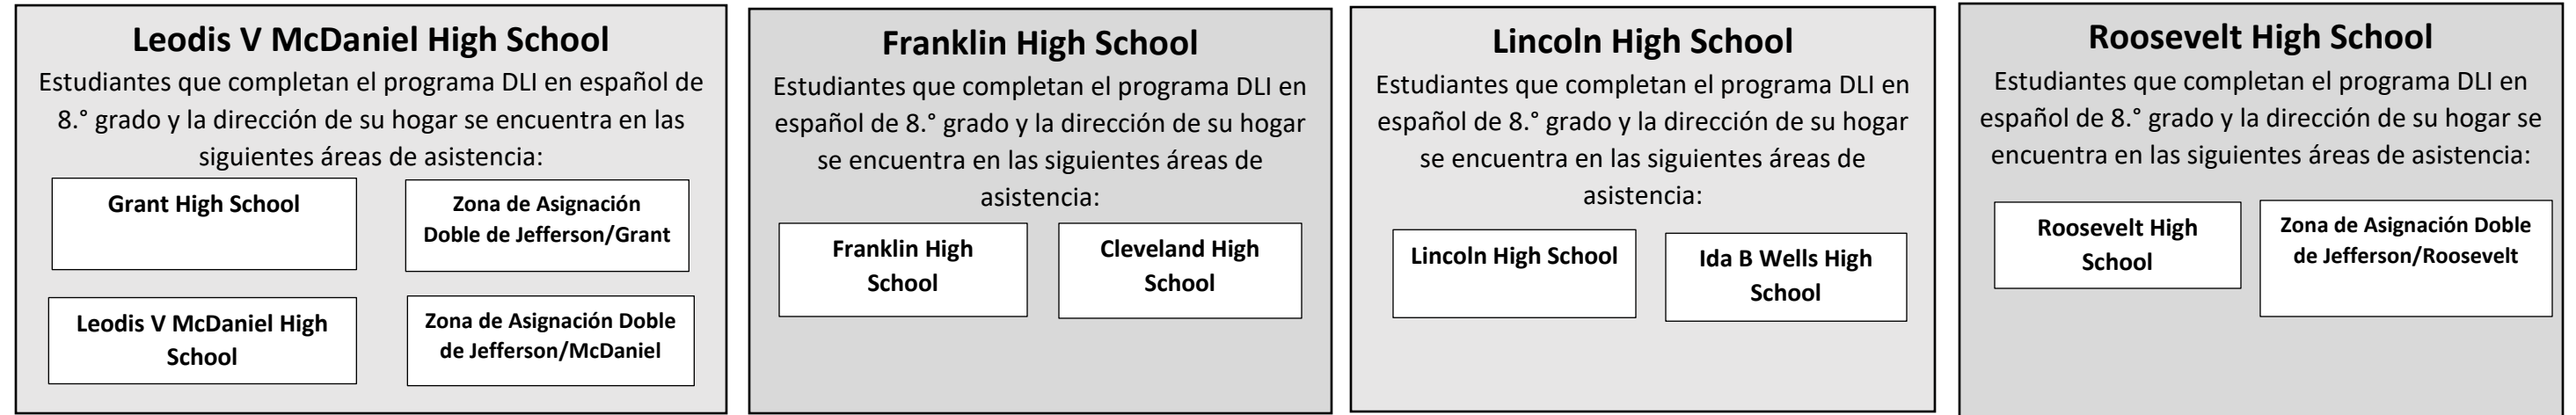 Leodis V McDaniel High School
Estudiantes que completan el programa DLI en español de
8.° grado y la dirección de su hogar se encuentra en las
siguientes áreas de asistencia:
Grant High School
Zona de Asignación
Doble de Jefferson/Grant
Leodis V McDaniel High
School
Zona de Asignación Doble
de Jefferson/McDaniel
Franklin High School
Estudiantes que completan el programa DLI en
español de 8.° grado y la dirección de su hogar
se encuentra en las siguientes áreas de
asistencia:
Franklin High
School
Cleveland High
School
Lincoln High School
Estudiantes que completan el programa DLI en
español de 8.° grado y la dirección de su hogar
se encuentra en las siguientes áreas de
asistencia:
Lincoln High School
Ida B Wells High
School
Roosevelt High School
Estudiantes que completan el programa DLI en
español de 8.° grado y la dirección de su hogar se
encuentra en las siguientes áreas de asistencia:
Roosevelt High
School
Zona de Asignación Doble
de Jefferson/Roosevelt